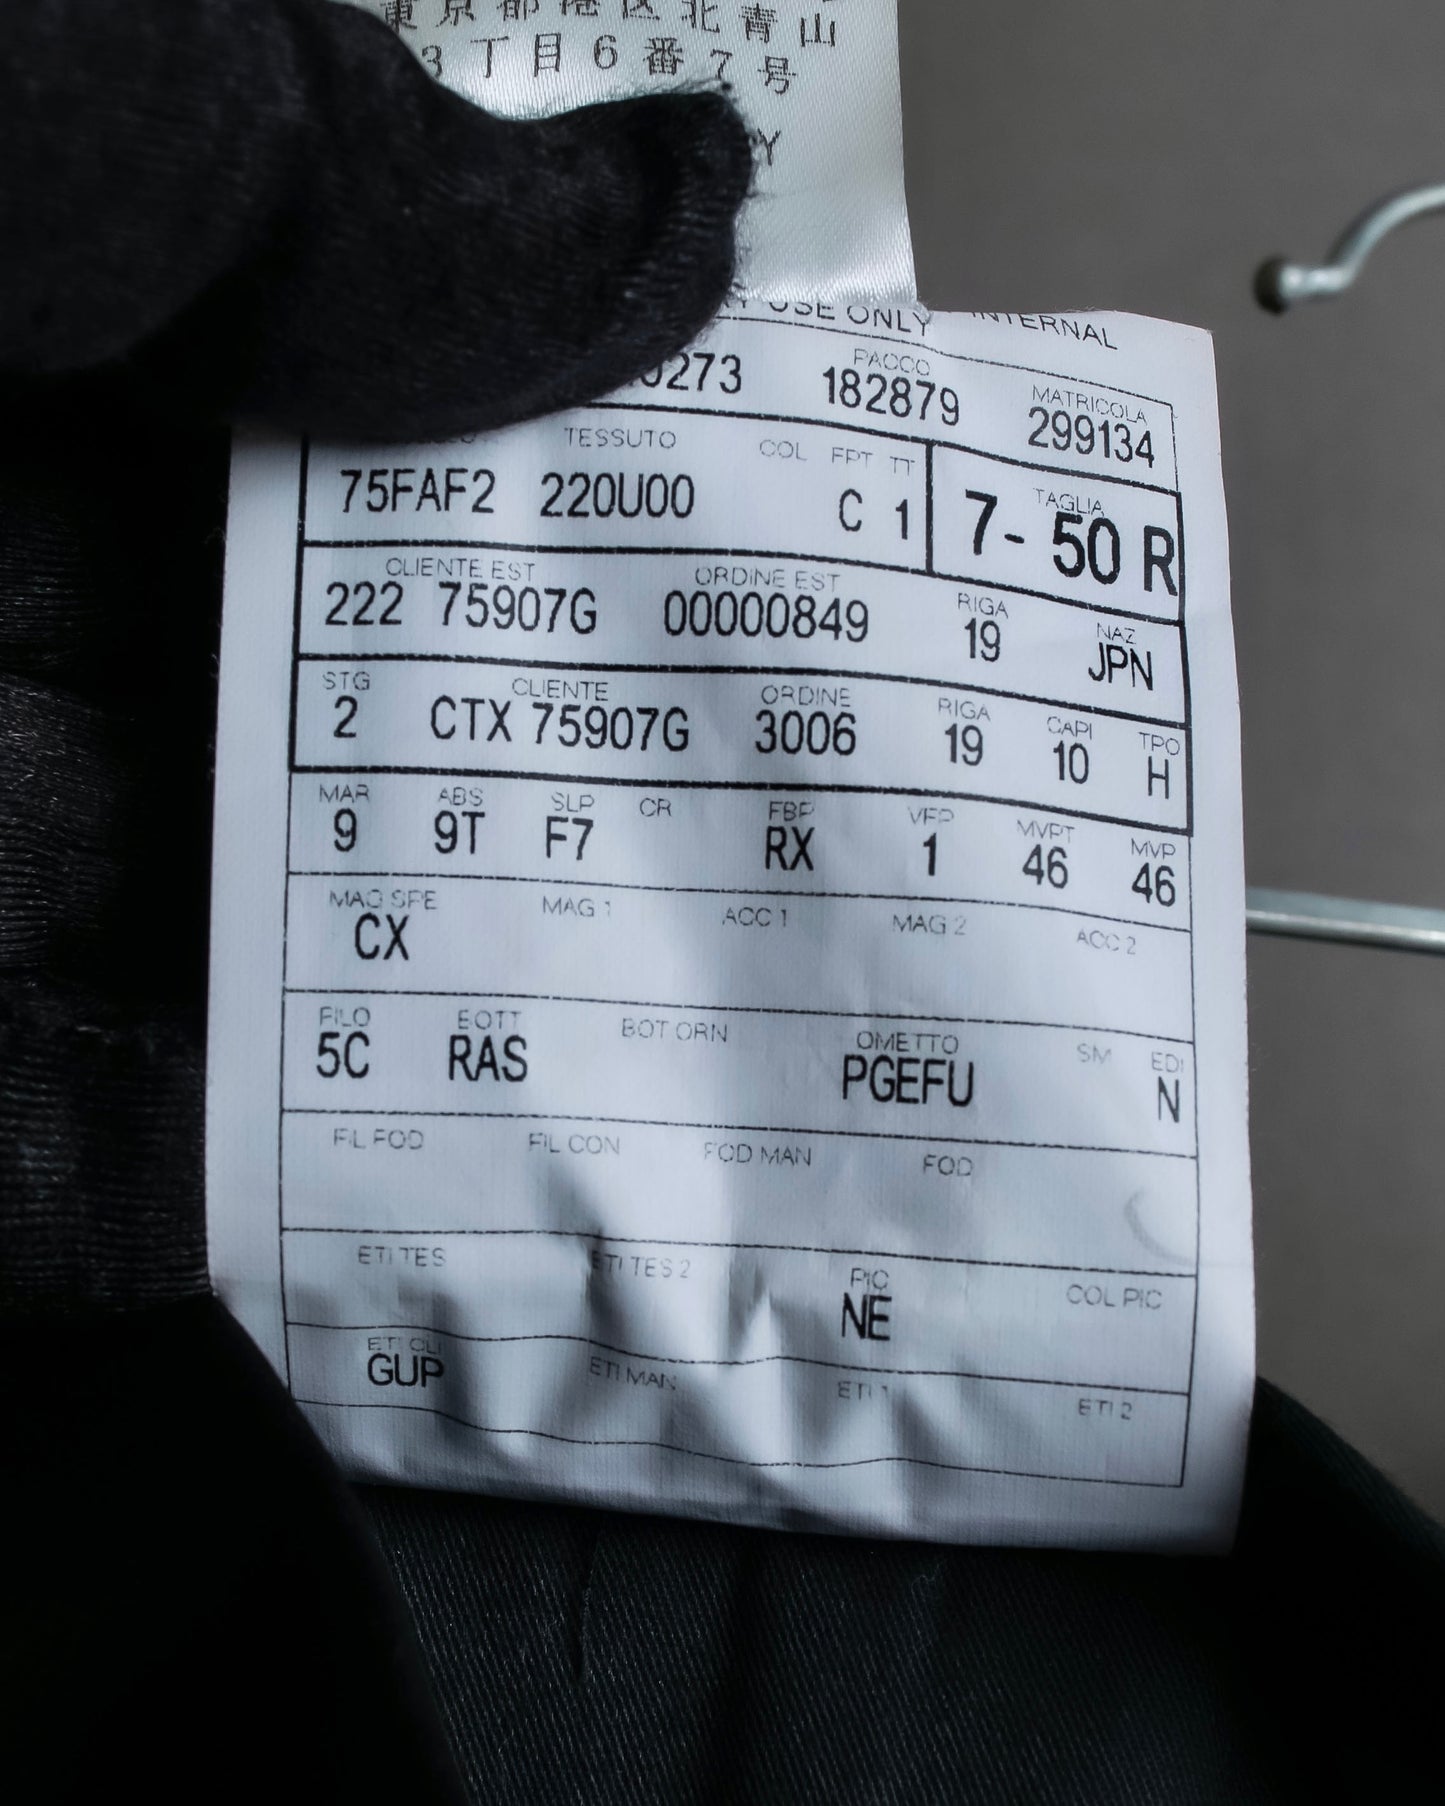 東京都港区北青山
3丁目6番7号
Y
Y USE ONLY INTERNAL
PACCO MATRICOLA
0273 182879 299134
TESSUTO COL FPT TT TAGLIA
75FAF2 220U00 C 1 7- 50 R
CLIENTE EST ORDINE EST RIGA NAZ
222 75907G 00000849 19 JPN
STG CLIENTE ORDINE RIGA CAPI TPO
2 CTX 75907G 3006 19 10 H
MAR ABS SLP CR FBP VFP MVPT MVP
9 9T F7 RX 1 46 46
MAG SPE MAG 1 ACC 1 MAG 2 ACC 2
CX
FILO BOTT BOT ORN OMETTO SM EDI
5C RAS PGEFU N
FIL FOD FIL CON FOD MAN FOD
ETI TES ETI TES 2 PIC COL PIC
NE
ETI CLI ETI MAN ETI 1 ETI 2
GUP